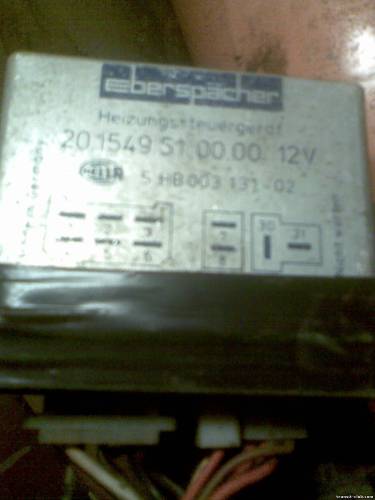 Eberspächer
Heizungssteuergerät
20 1549 51 00 00 12V
HELLA 5 HB 003 131-02
1 2 3 7 30 31
4 5 6 8